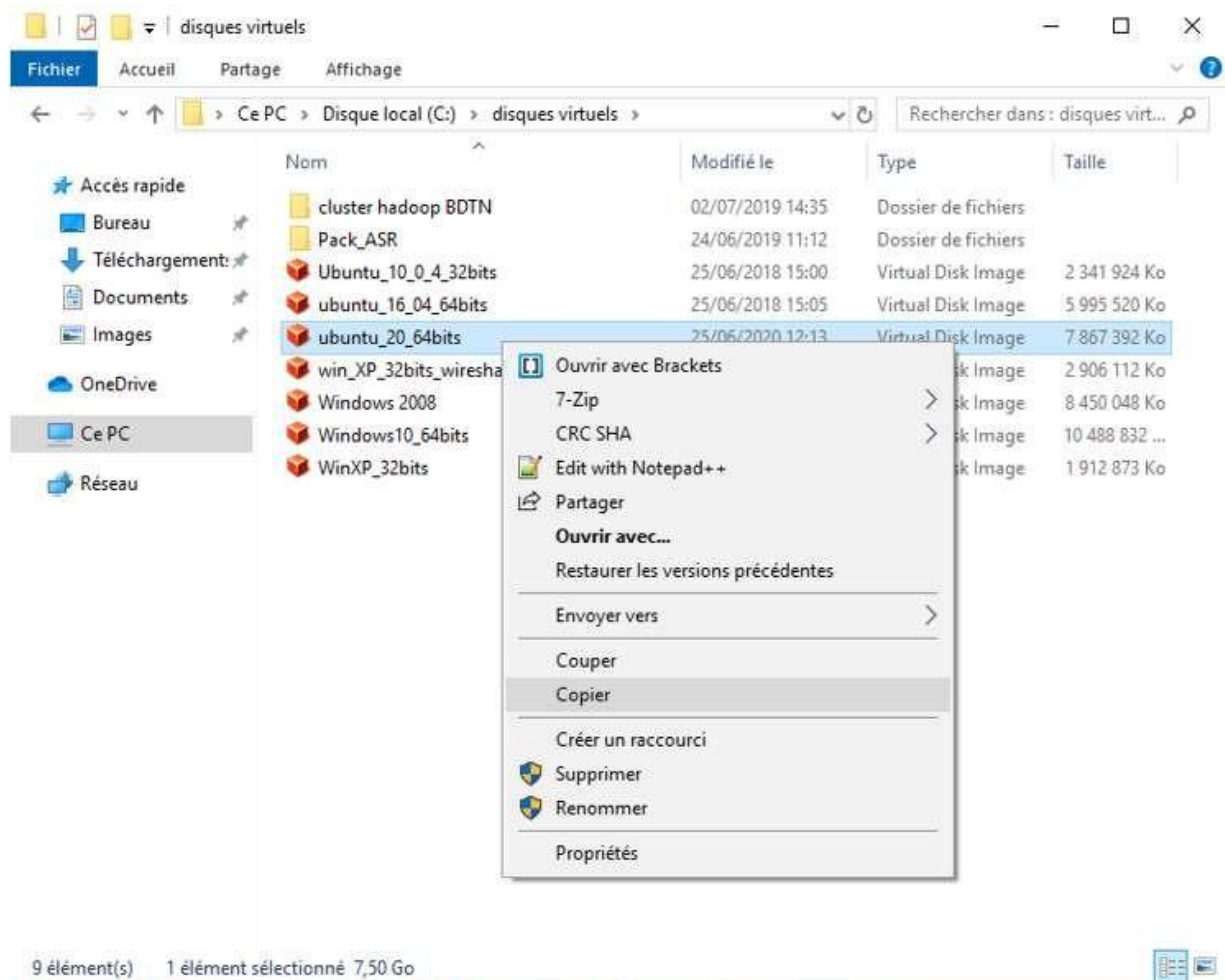 disques virtuels
Fichier Accueil Partage Affichage
Ce PC > Disque local (C:) > disques virtuels > Rechercher dans : disques virt...
Nom Modifié le Type Taille
Accès rapide
Bureau
Téléchargement:
Documents
Images
OneDrive
Ce PC
Réseau
cluster hadoop BDTN 02/07/2019 14:35 Dossier de fichiers
Pack_ASR 24/06/2019 11:12 Dossier de fichiers
Ubuntu_10_0_4_32bits 25/06/2018 15:00 Virtual Disk Image 2 341 924 Ko
ubuntu_16_04_64bits 25/06/2018 15:05 Virtual Disk Image 5 995 520 Ko
ubuntu_20_64bits 25/06/2020 12:13 Virtual Disk Image 7 867 392 Ko
win_XP_32bits_wiresha sk Image 2 906 112 Ko
Windows 2008 sk Image 8 450 048 Ko
Windows10_64bits sk Image 10 488 832 ...
WinXP_32bits sk Image 1 912 873 Ko
Ouvrir avec Brackets
7-Zip
CRC SHA
Edit with Notepad++
Partager
Ouvrir avec...
Restaurer les versions précédentes
Envoyer vers
Couper
Copier
Créer un raccourci
Supprimer
Renommer
Propriétés
9 élément(s) 1 élément sélectionné 7,50 Go